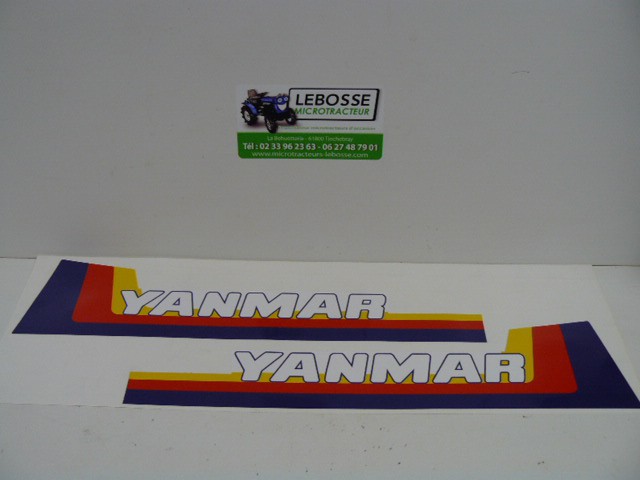 LEBOSSE
MICROTRACTEUR
Tél : 02 33 96 23 63 - 06 27 48 79 01
www.microtracteurs-lebosse.com
YANMAR
YANMAR